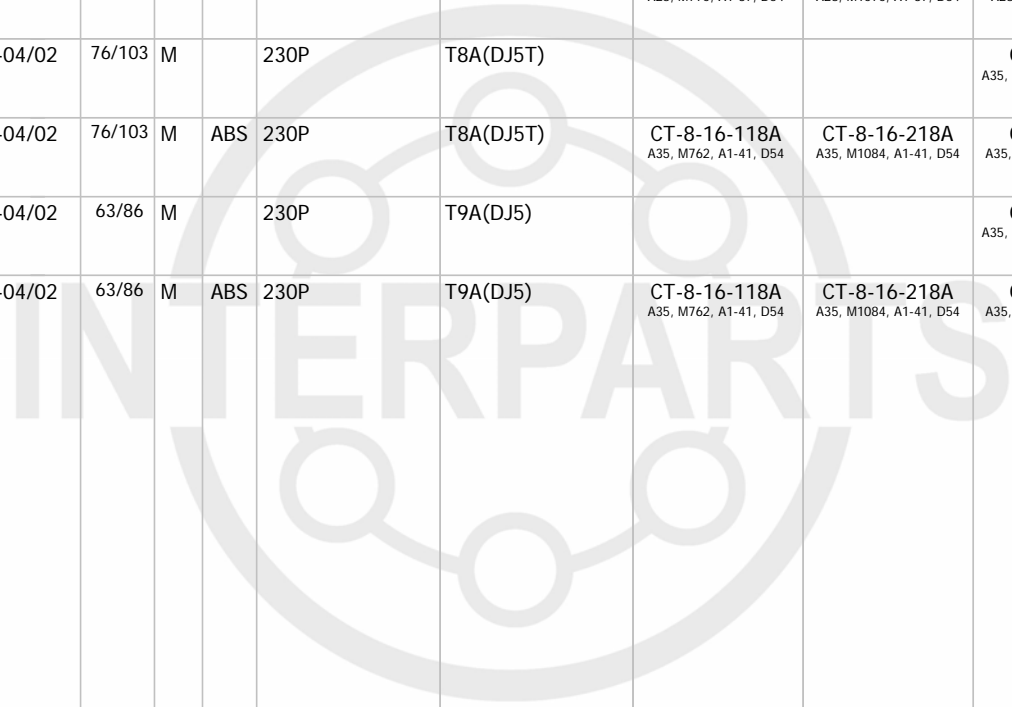 -04/02 76/103 M 230P T8A(DJ5T)
A35,
-04/02 76/103 M ABS 230P T8A(DJ5T) CT-8-16-118A CT-8-16-218A
A35, M762, A1-41, D54 A35, M1084, A1-41, D54 A35,
-04/02 63/86 M 230P T9A(DJ5)
A35,
-04/02 63/86 M ABS 230P T9A(DJ5) CT-8-16-118A CT-8-16-218A
A35, M762, A1-41, D54 A35, M1084, A1-41, D54 A35,
INTERPARTS